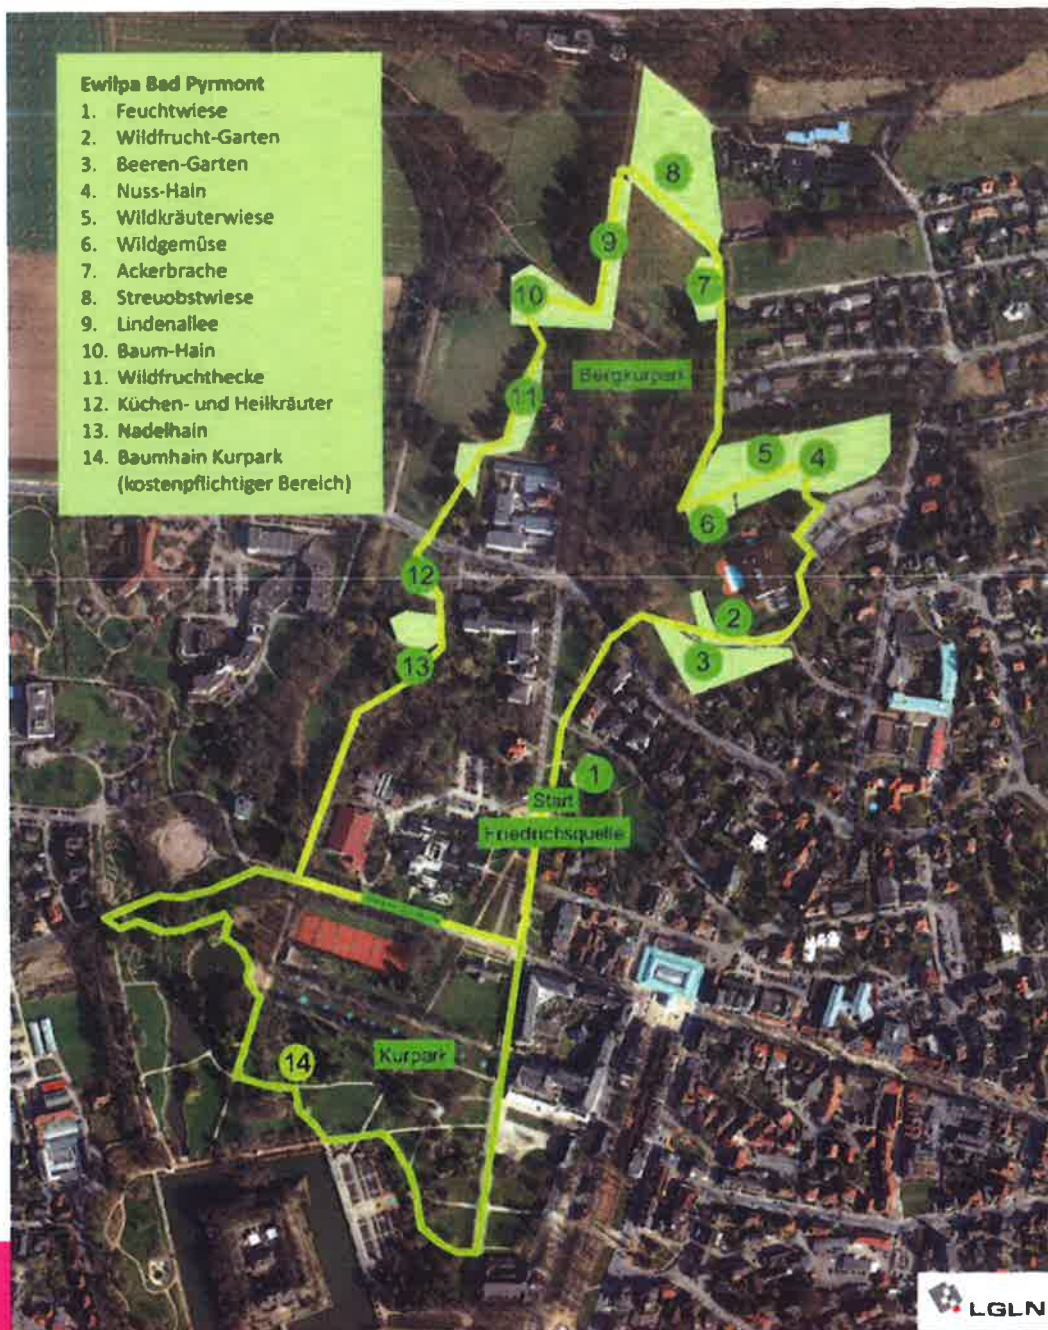 Ewilpa Bad Pyrmont
1. Feuchtwiese
2. Wildfrucht-Garten
3. Beeren-Garten
4. Nuss-Hain
5. Wildkräuterwiese
6. Wildgemüse
7. Ackerbrache
8. Streuobstwiese
9. Lindenallee
10. Baum-Hain
11. Wildfruchthecke
12. Küchen- und Heilkräuter
13. Nadelhain
14. Baumhain Kurpark
(kostenpflichtiger Bereich)
8
9
7
10
Bergkurpark
11
5
4
6
12
2
3
13
1
Start
Friedrichsquelle
Kurpark
14
LGLN